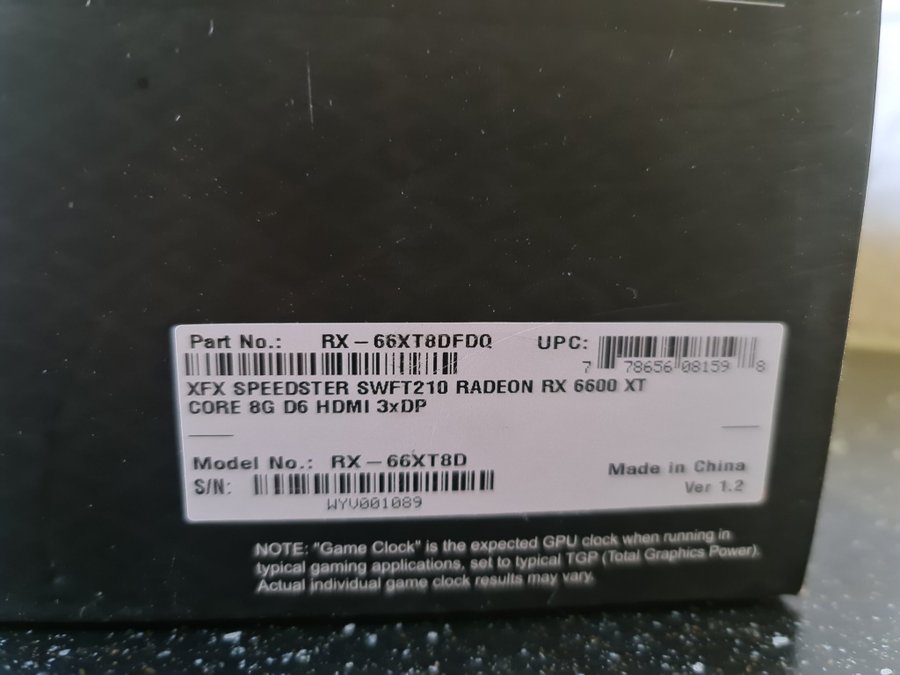 Part No.: RX-66XT8DFDQ UPC:
7 78656 08159 8
XFX SPEEDSTER SWFT210 RADEON RX 6600 XT
CORE 8G D6 HDMI 3xDP
Model No.: RX-66XT8D
S/N:
WYV001089
Made in China
Ver 1.2
NOTE: "Game Clock" is the expected GPU clock when running in
typical gaming applications, set to typical TGP (Total Graphics Power).
Actual individual game clock results may vary.